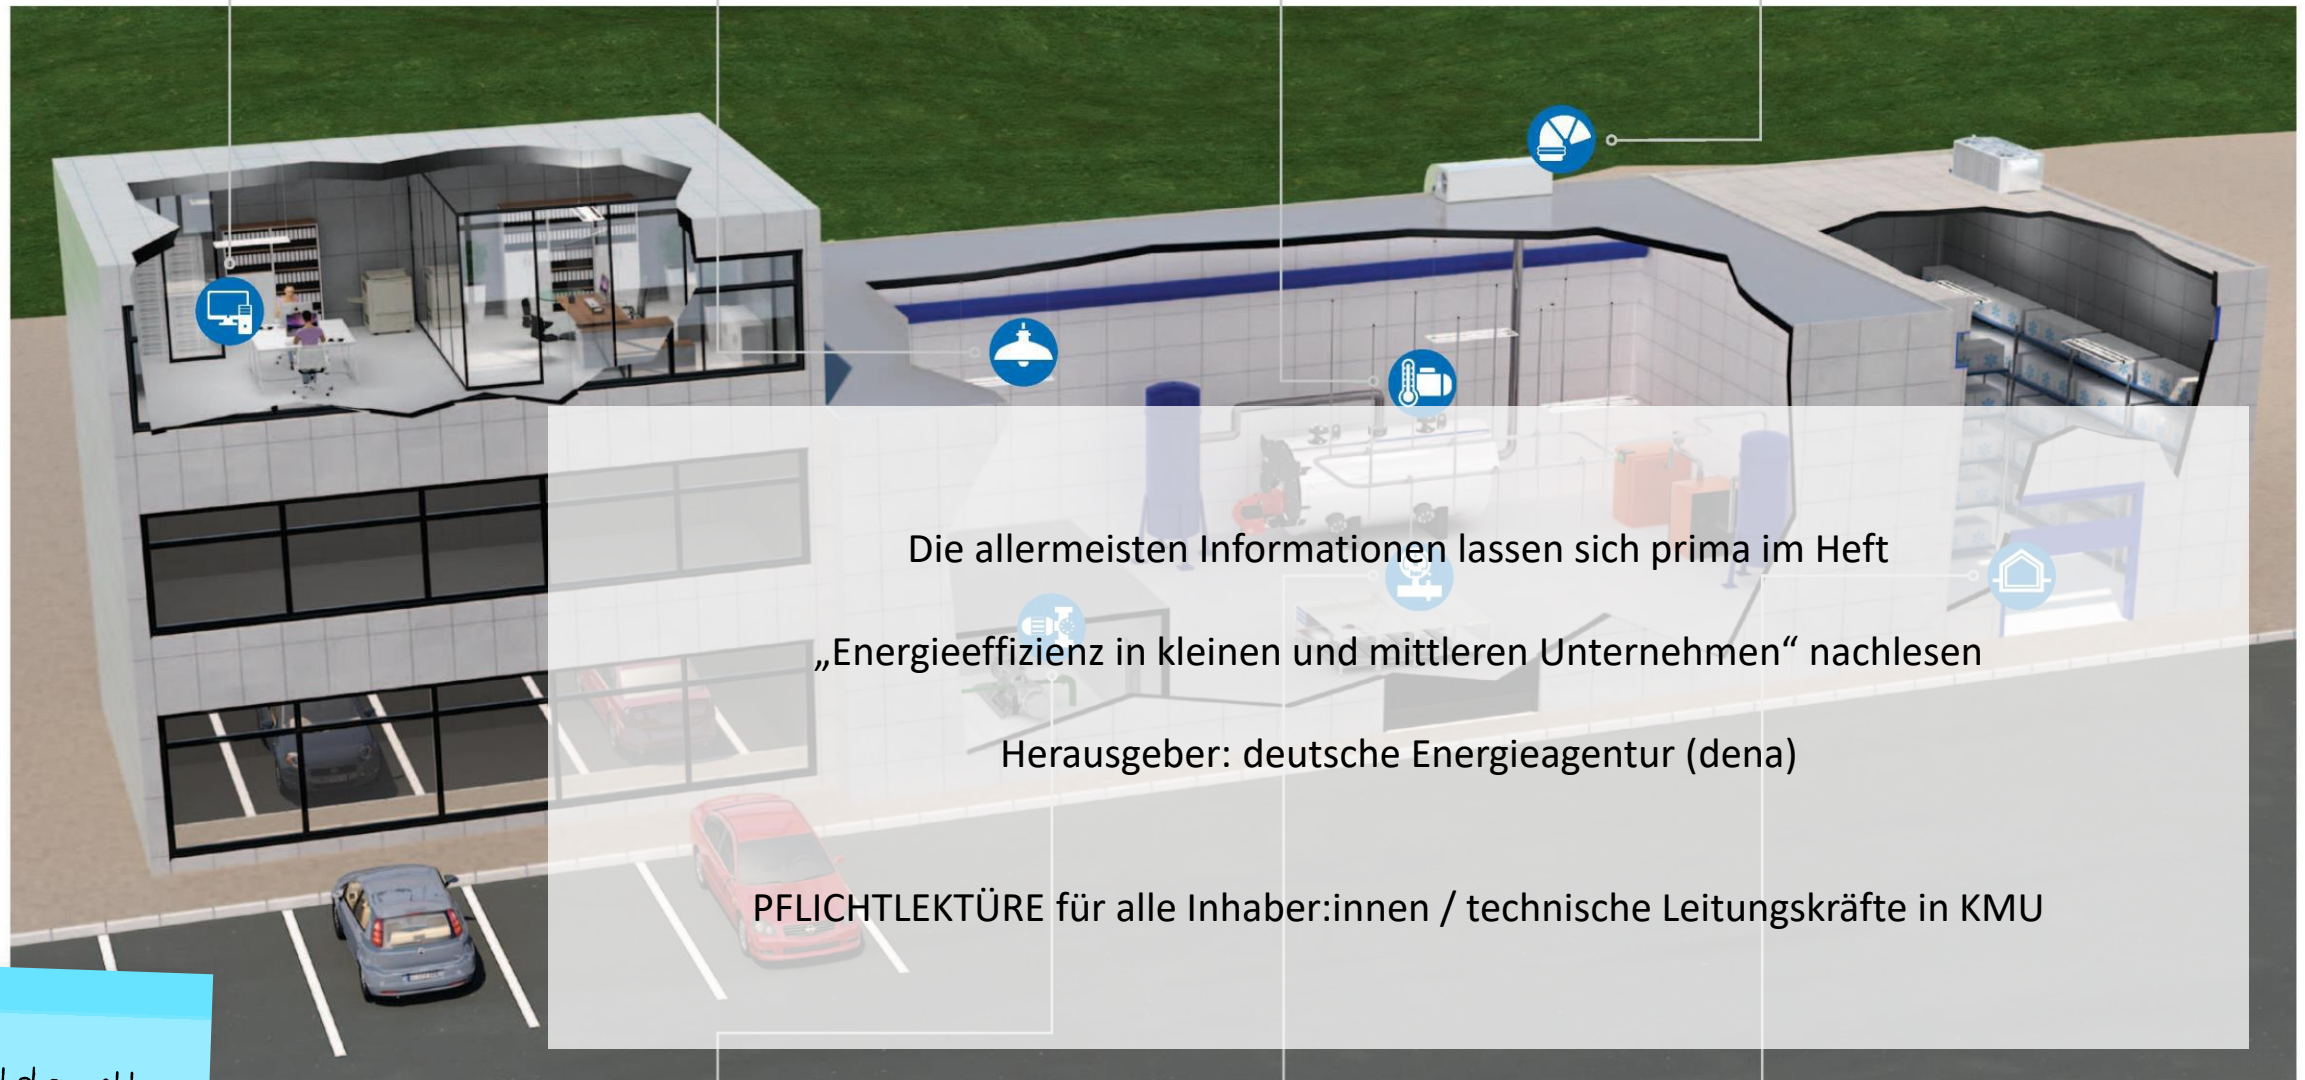 Die allermeisten Informationen lassen sich prima im Heft
„Energieeffizienz in kleinen und mittleren Unternehmen“ nachlesen
Herausgeber: deutsche Energieagentur (dena)
PFLICHTLEKTÜRE für alle Inhaber:innen / technische Leitungskräfte in KMU